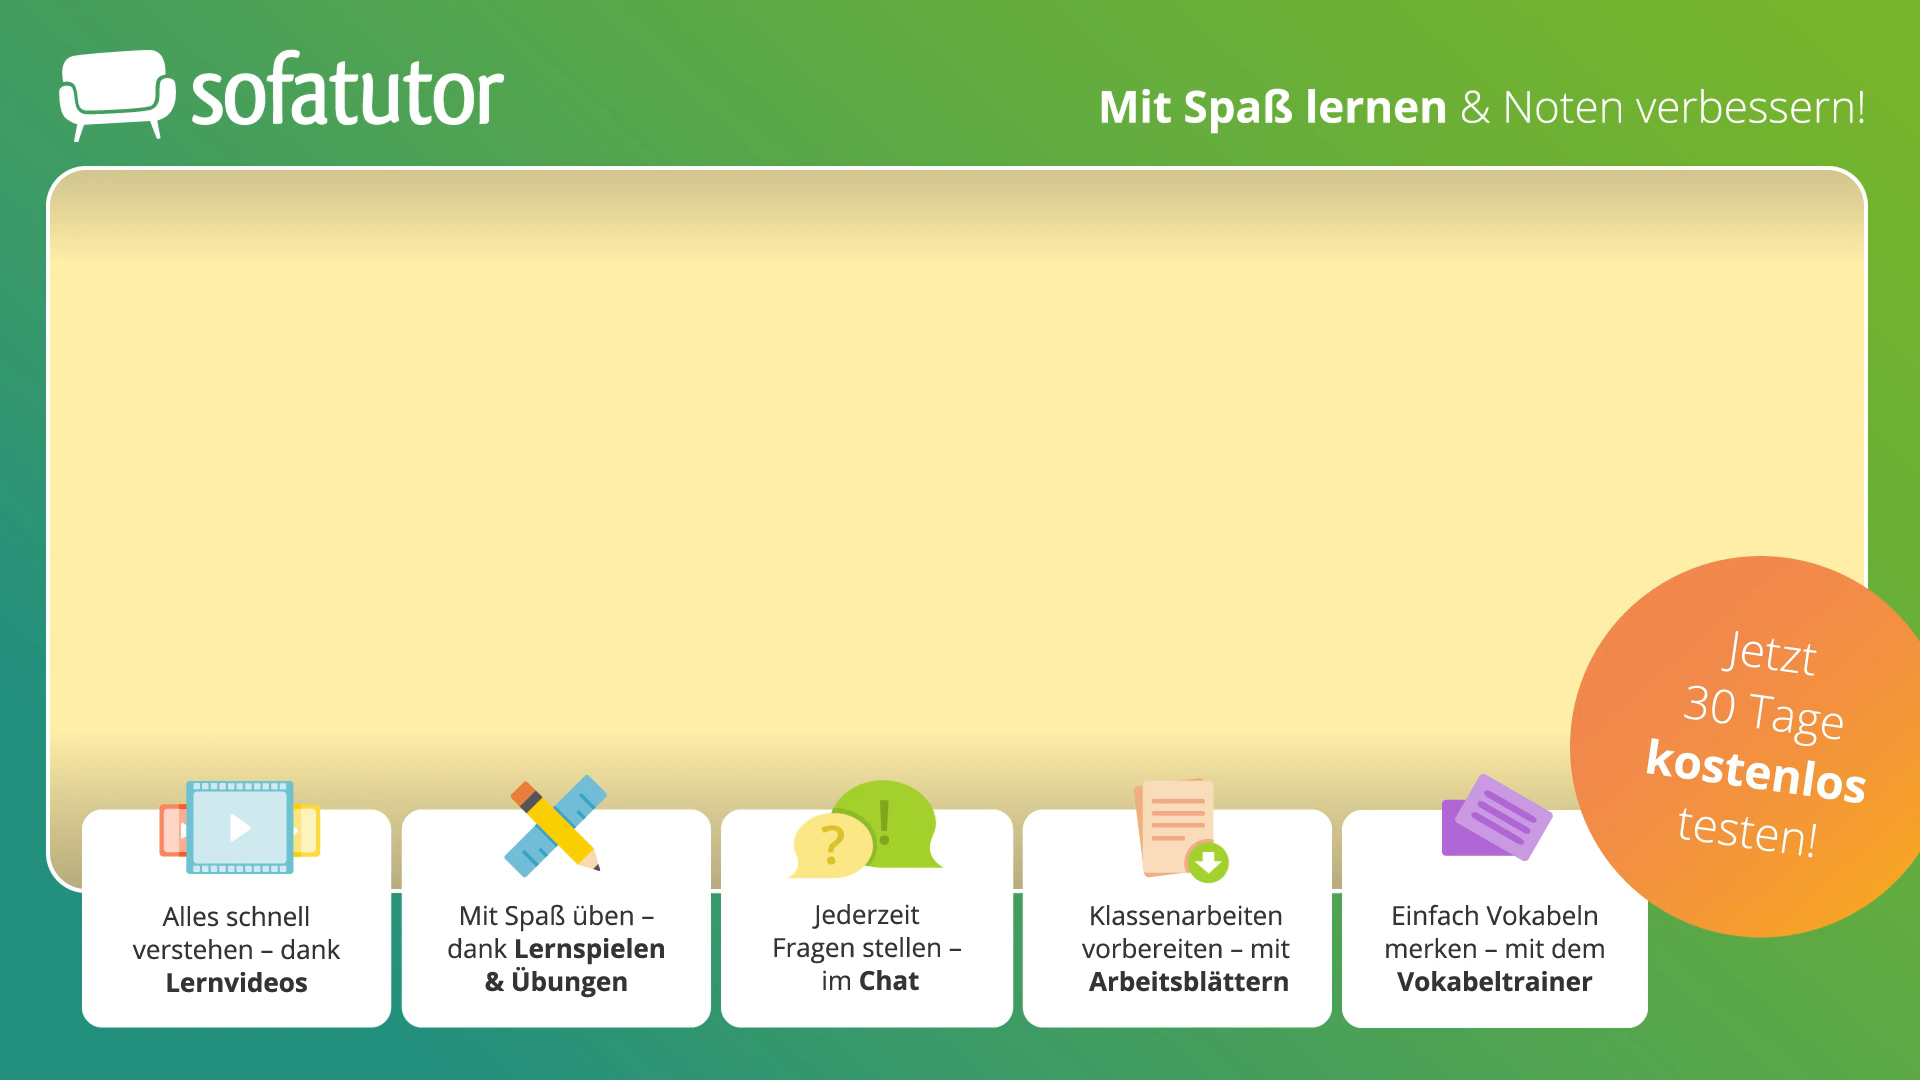 sofatutor
Mit Spaß lernen & Noten verbessern!
Jetzt
30 Tage
kostenlos
testen!
? !
Alles schnell
verstehen – dank
Lernvideos
Mit Spaß üben –
dank Lernspielen
& Übungen
Jederzeit
Fragen stellen –
im Chat
Klassenarbeiten
vorbereiten – mit
Arbeitsblättern
Einfach Vokabeln
merken – mit dem
Vokabeltrainer